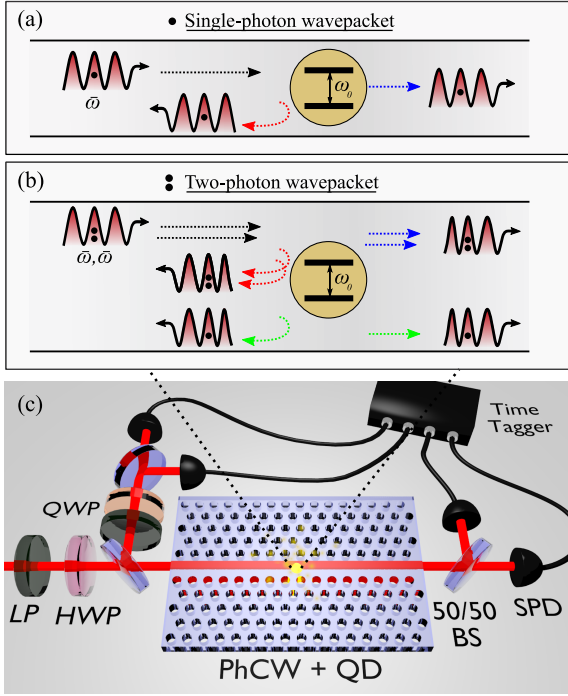 (a)
Single-photon wavepacket
ω̄
ω₀
(b)
Two-photon wavepacket
ω̄, ω̄
ω₀
(c)
Time
Tagger
QWP
LP
HWP
50/50
BS
SPD
PhCW + QD